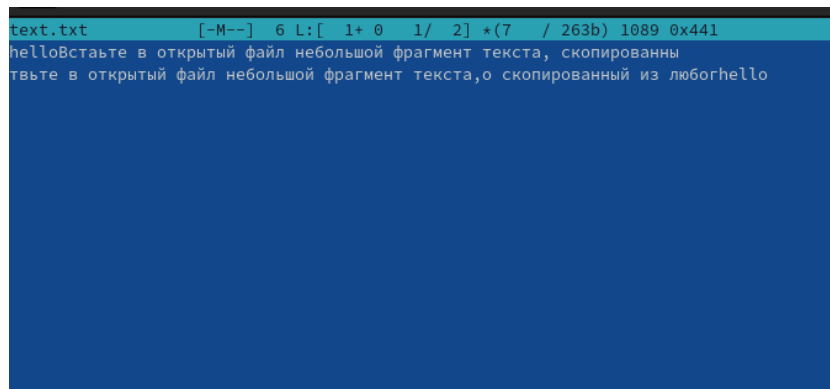 text.txt [-M--] 6 L:[ 1+ 0 1/ 2] *(7 / 263b) 1089 0x441
helloВстаьте в открытый файл небольшой фрагмент текста, скопированны
твьте в открытый файл небольшой фрагмент текста,о скопированный из любогhello